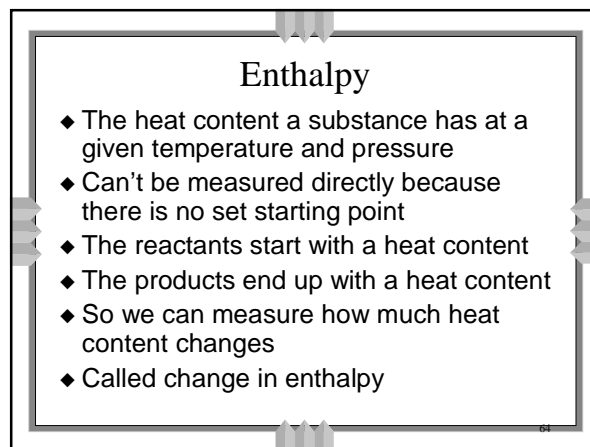 Enthalpy
◆ The heat content a substance has at a
given temperature and pressure
◆ Can't be measured directly because
there is no set starting point
◆ The reactants start with a heat content
◆ The products end up with a heat content
◆ So we can measure how much heat
content changes
◆ Called change in enthalpy
64